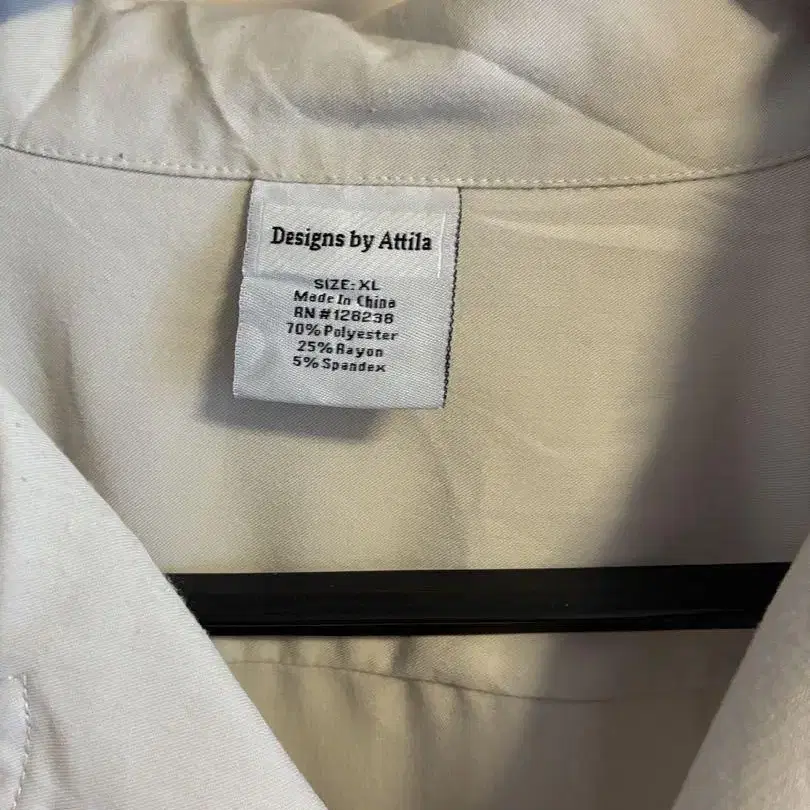 Designs by Attila
SIZE: XL
Made In China
RN #128238
70% Polyester
25% Rayon
5% Spandex